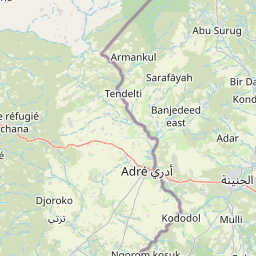 Abu Surug
Armankul
Sarafâyah
Tendelti
Bir Da
Kond
Banjedeed
east
réfugié
chana
Adar
Adré أدري
الجنينة
Djoroko
ترتي
Kododol
Mulli
Ngorom kosuk